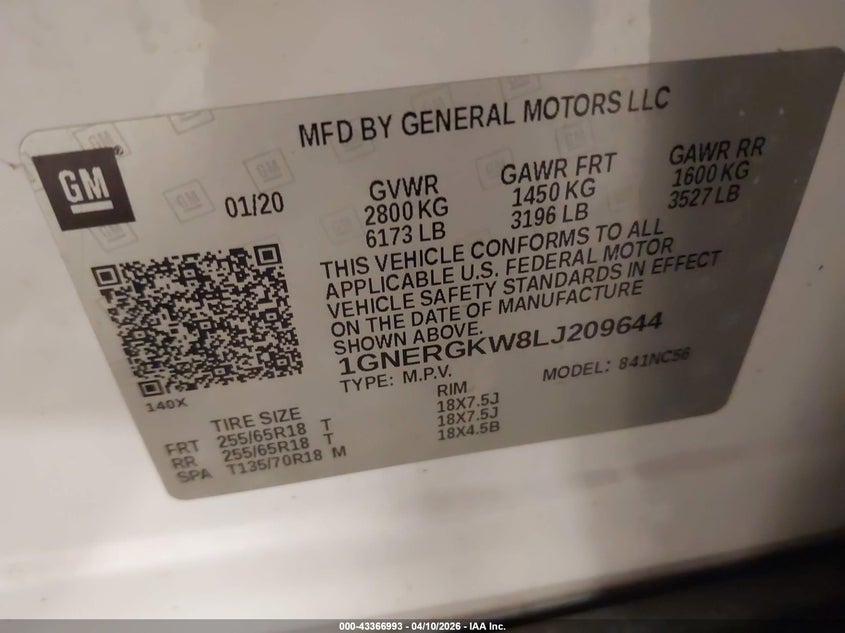 MFD BY GENERAL MOTORS LLC
GM
®
01/20
GVWR
2800 KG
6173 LB
GAWR FRT
1450 KG
3196 LB
GAWR RR
1600 KG
3527 LB
THIS VEHICLE CONFORMS TO ALL
APPLICABLE U.S. FEDERAL MOTOR
VEHICLE SAFETY STANDARDS IN EFFECT
ON THE DATE OF MANUFACTURE
SHOWN ABOVE.
1GNERGKW8LJ209644
TYPE: M.P.V.
MODEL: 841NC56
140X
TIRE SIZE
RIM
FRT 255/65R18 T 18X7.5J
RR 255/65R18 T 18X7.5J
SPA T135/70R18 M 18X4.5B
000-43366993 - 04/10/2026 - IAA Inc.